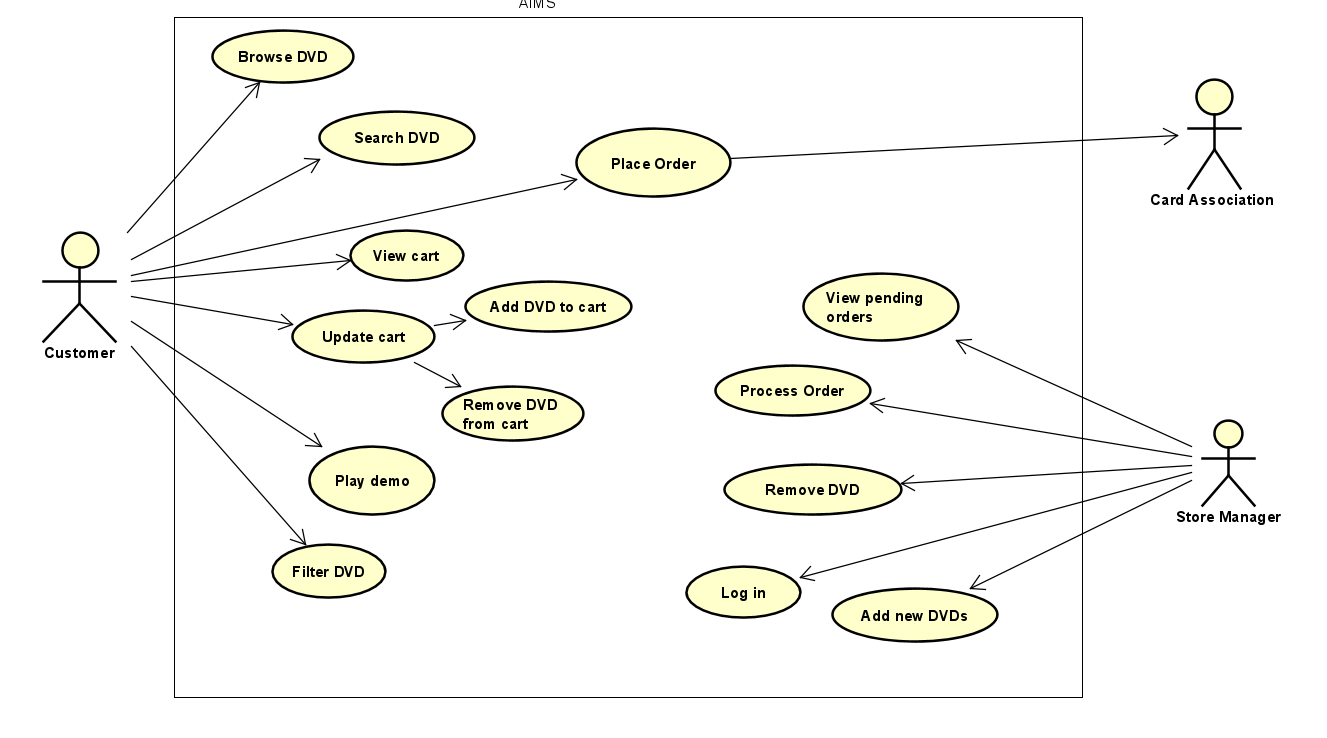 AIMS
Browse DVD
Search DVD
Place Order
Card Association
View cart
Customer
Add DVD to cart
Update cart
View pending
orders
Process Order
Remove DVD
from cart
Play demo
Remove DVD
Store Manager
Filter DVD
Log in
Add new DVDs